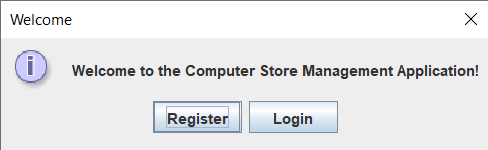 Welcome
Welcome to the Computer Store Management Application!
Register Login